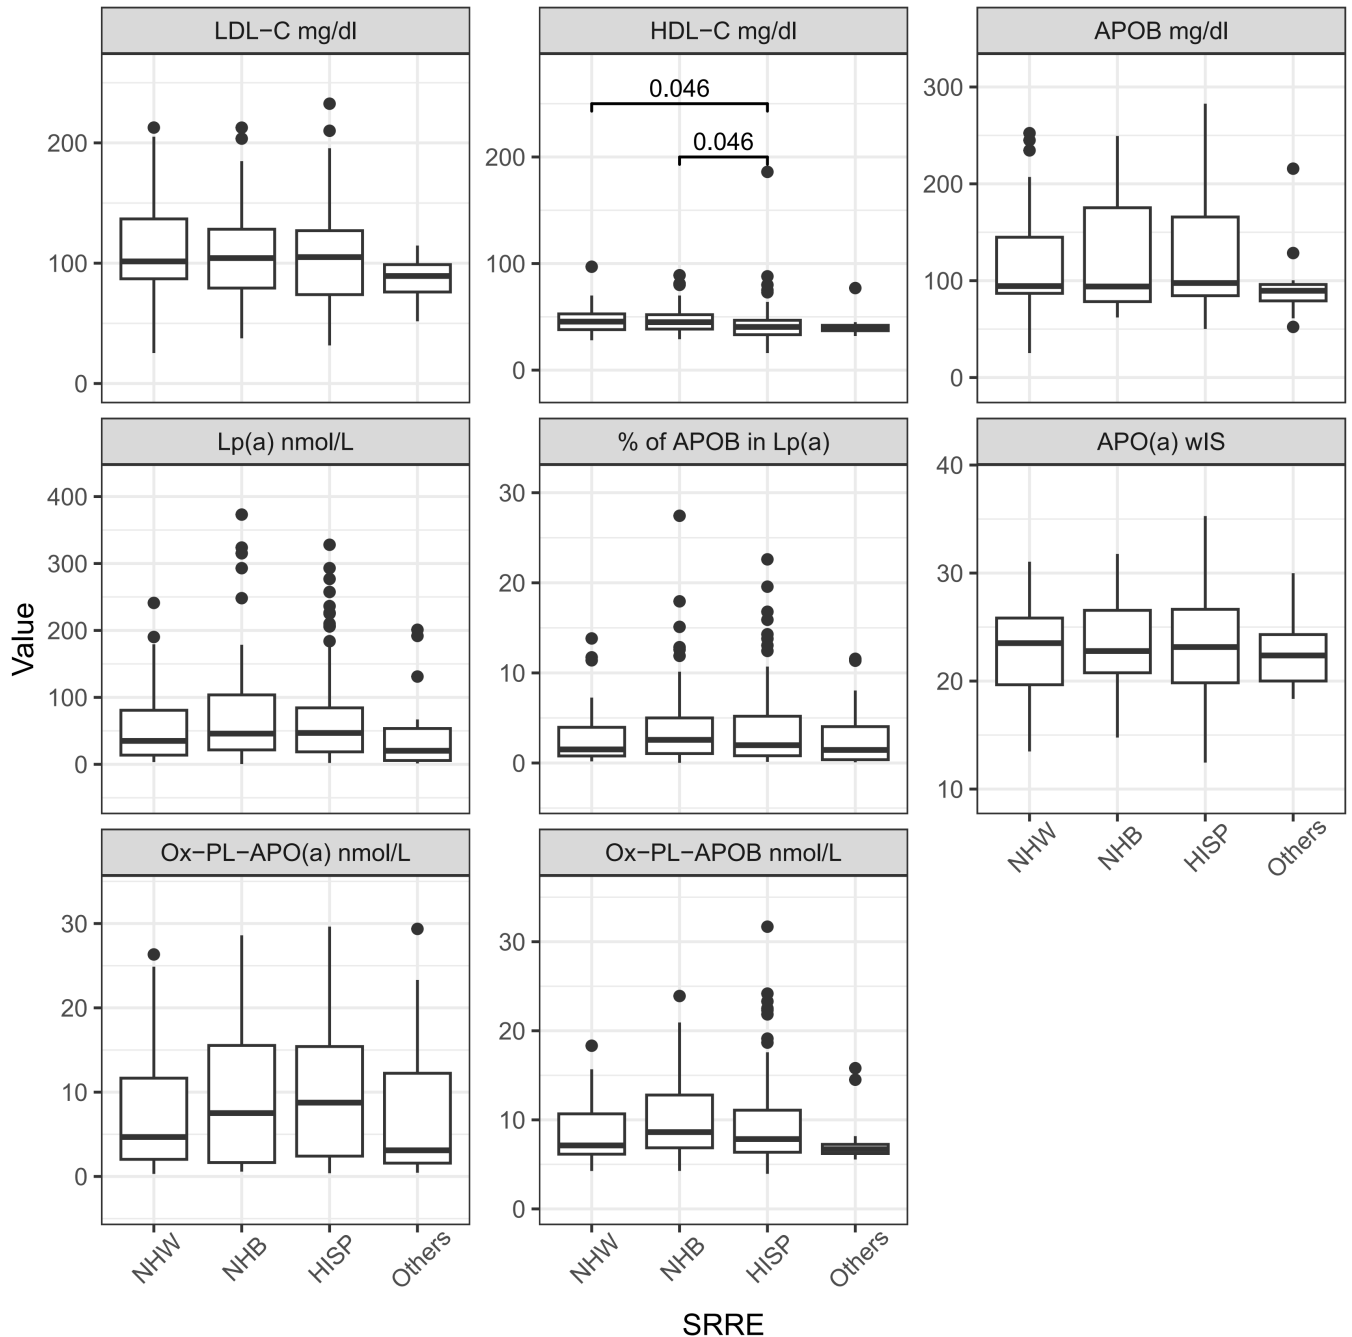 LDL−C mg/dl
HDL−C mg/dl
APOB mg/dl
200
100
0
0.046
0.046
200
100
0
300
200
100
0
Lp(a) nmol/L
% of APOB in Lp(a)
APO(a) wIS
400
300
200
100
0
30
20
10
0
40
30
20
10
Value
NHW
NHB
HISP
Others
Ox−PL−APO(a) nmol/L
Ox−PL−APOB nmol/L
30
20
10
0
30
20
10
0
NHW
NHB
HISP
Others
NHW
NHB
HISP
Others
SRRE